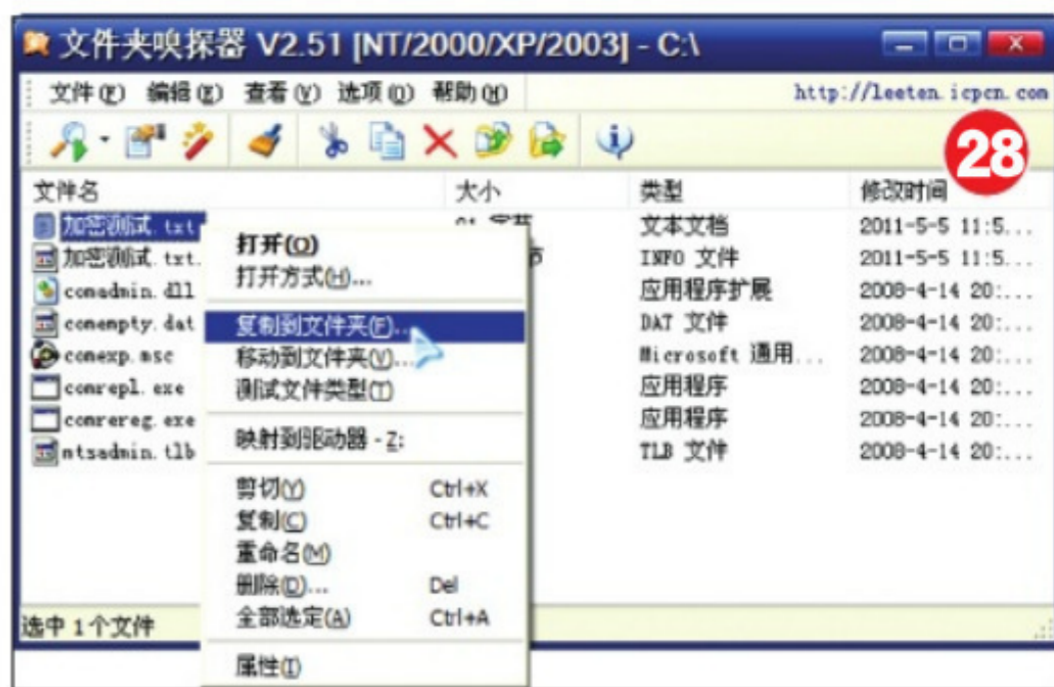 文件夹嗅探器 V2.51 [NT/2000/XP/2003] - C:\
文件(F) 编辑(E) 查看(V) 选项(O) 帮助(H) http://leeten.icpcn.com
28
文件名 大小 类型 修改时间
加密测试.txt 文本文档 2011-5-5 11:5...
加密测试.txt. INFO 文件 2011-5-5 11:5...
comadmin.dll 应用程序扩展 2008-4-14 20:...
comempty.dat DAT 文件 2008-4-14 20:...
comexp.msc Microsoft 通用... 2008-4-14 20:...
comrepl.exe 应用程序 2008-4-14 20:...
comrereg.exe 应用程序 2008-4-14 20:...
mtsadmin.tlb TLB 文件 2008-4-14 20:...
打开(O)
打开方式(H)...
复制到文件夹(F)...
移动到文件夹(V)...
测试文件类型(T)
映射到驱动器 - Z:
剪切(Y) Ctrl+X
复制(C) Ctrl+C
重命名(M)
删除(D)... Del
全部选定(A) Ctrl+A
属性(I)
选中 1个文件